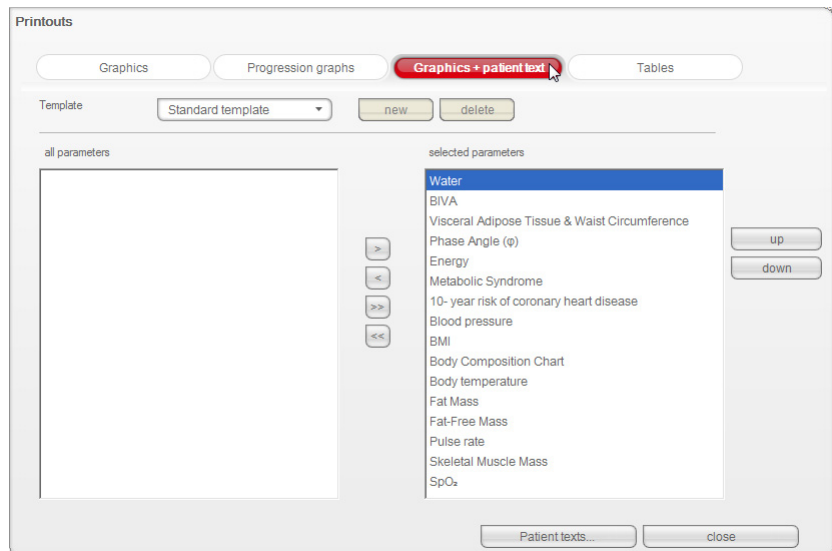 Printouts
Graphics
Progression graphs
Graphics + patient text
Tables
Template
Standard template
new
delete
all parameters
selected parameters
>
<
>>
<<
Water
BIVA
Visceral Adipose Tissue & Waist Circumference
Phase Angle (φ)
Energy
Metabolic Syndrome
10- year risk of coronary heart disease
Blood pressure
BMI
Body Composition Chart
Body temperature
Fat Mass
Fat-Free Mass
Pulse rate
Skeletal Muscle Mass
SpO₂
up
down
Patient texts...
close